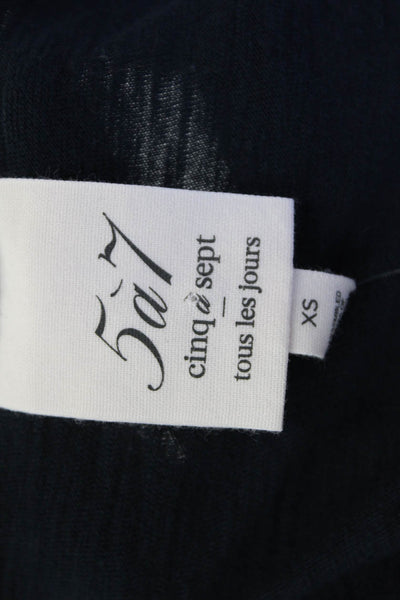 5à7
cinq à sept
tous les jours
XS